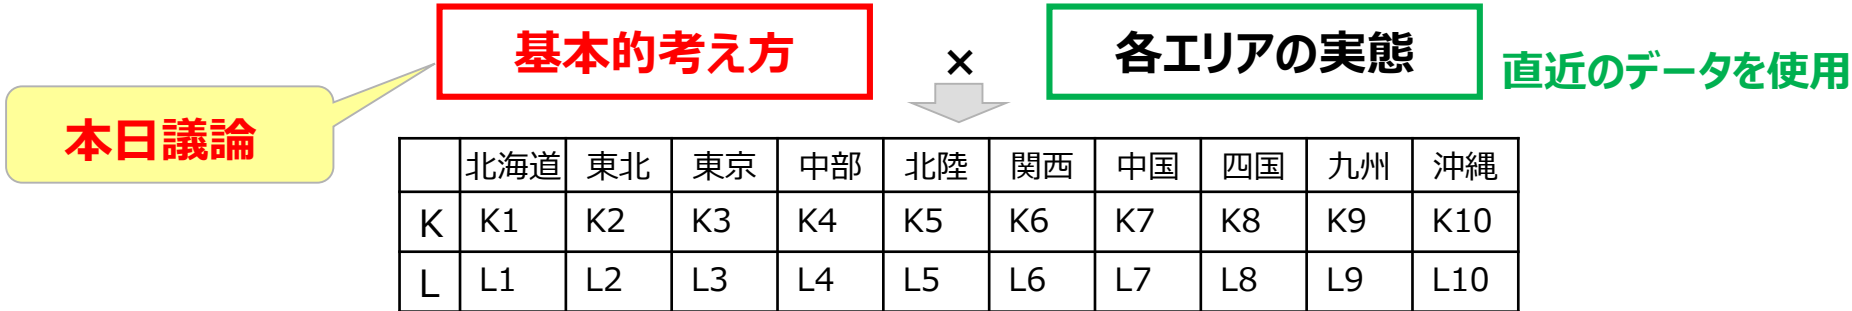 基本的考え方 × 各エリアの実態
直近のデータを使用
本日議論
北海道 東北 東京 中部 北陸 関西 中国 四国 九州 沖縄
K K1 K2 K3 K4 K5 K6 K7 K8 K9 K10
L L1 L2 L3 L4 L5 L6 L7 L8 L9 L10